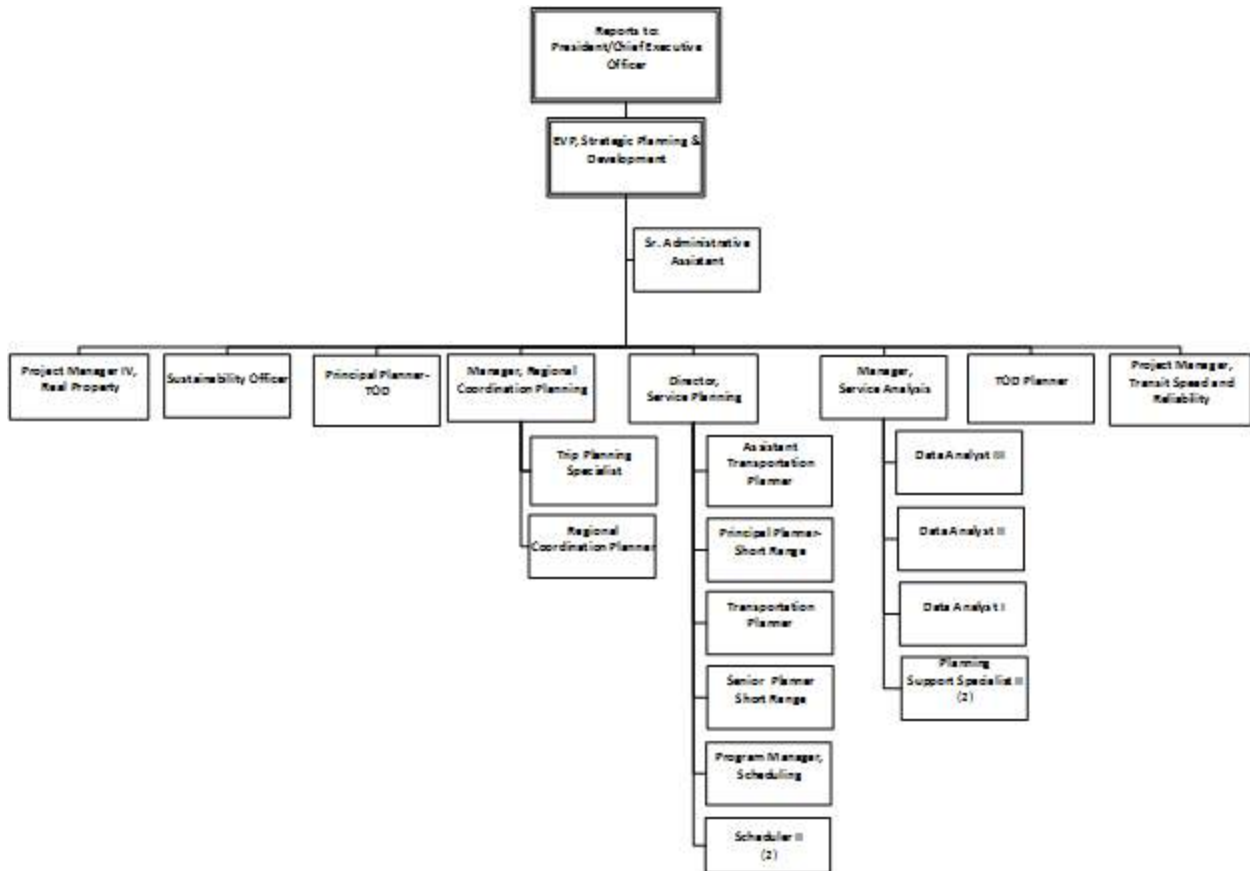 Reports to:
President/Chief Executive
Officer
EVP, Strategic Planning &
Development
Sr. Administrative
Assistant
Project Manager IV,
Real Property
Sustainability Officer
Principal Planner-
TOD
Manager, Regional
Coordination Planning
Director,
Service Planning
Manager,
Service Analysis
TOD Planner
Project Manager,
Transit Speed and
Reliability
Trip Planning
Specialist
Regional
Coordination Planner
Assistant
Transportation
Planner
Principal Planner-
Short Range
Transportation
Planner
Senior Planner
Short Range
Program Manager,
Scheduling
Scheduler II
(2)
Data Analyst III
Data Analyst II
Data Analyst I
Planning
Support Specialist II
(2)